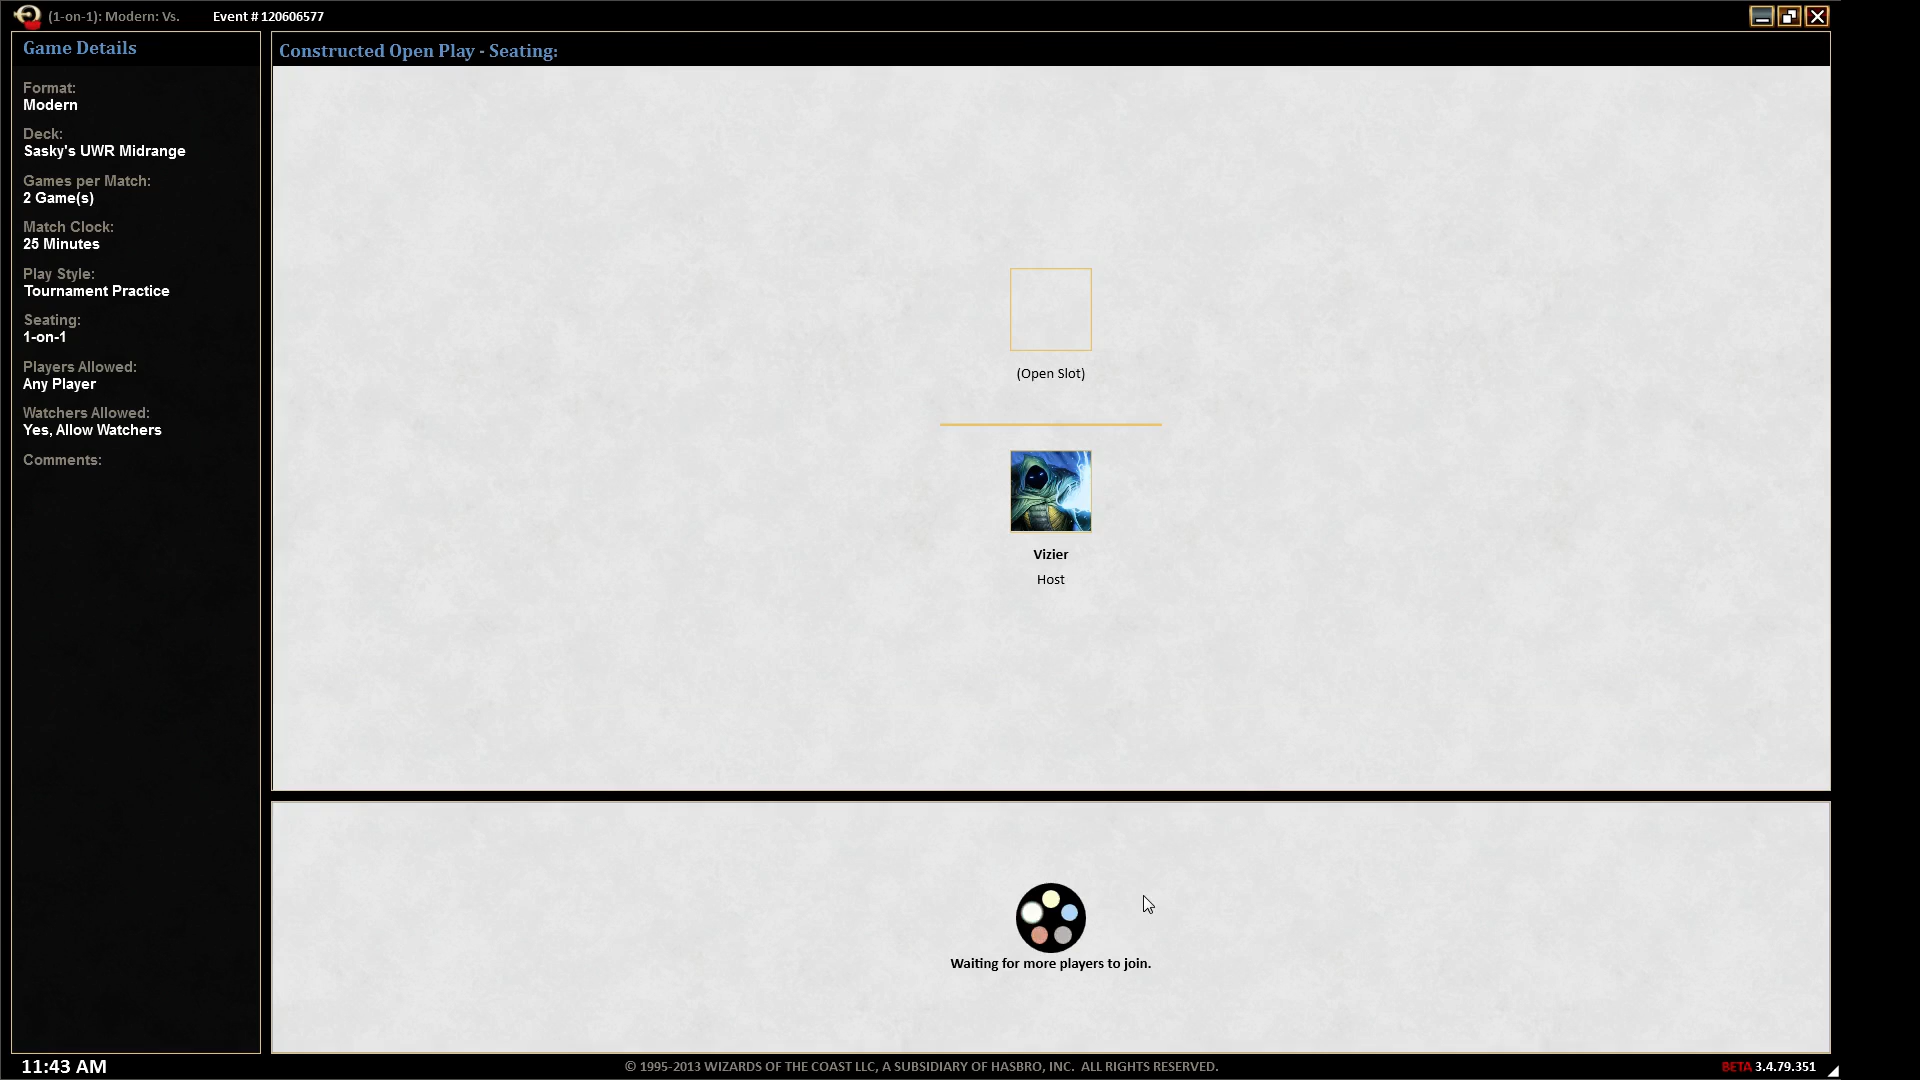 (1-on-1): Modern: Vs. Event # 120606577
Game Details
Format:
Modern
Deck:
Sasky's UWR Midrange
Games per Match:
2 Game(s)
Match Clock:
25 Minutes
Play Style:
Tournament Practice
Seating:
1-on-1
Players Allowed:
Any Player
Watchers Allowed:
Yes, Allow Watchers
Comments:
Constructed Open Play - Seating:
(Open Slot)
Vizier
Host
Waiting for more players to join.
11:43 AM
© 1995-2013 WIZARDS OF THE COAST LLC, A SUBSIDIARY OF HASBRO, INC. ALL RIGHTS RESERVED.
BETA 3.4.79.351